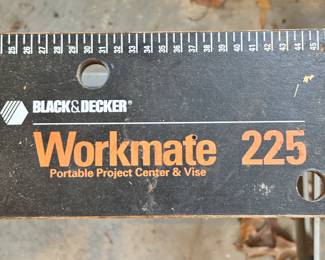 25 26 27 28 29 30 31 32 33 34 35 36 37 38 39 40 41 42 43 44 45
BLACK&DECKER®
Workmate 225
Portable Project Center & Vise